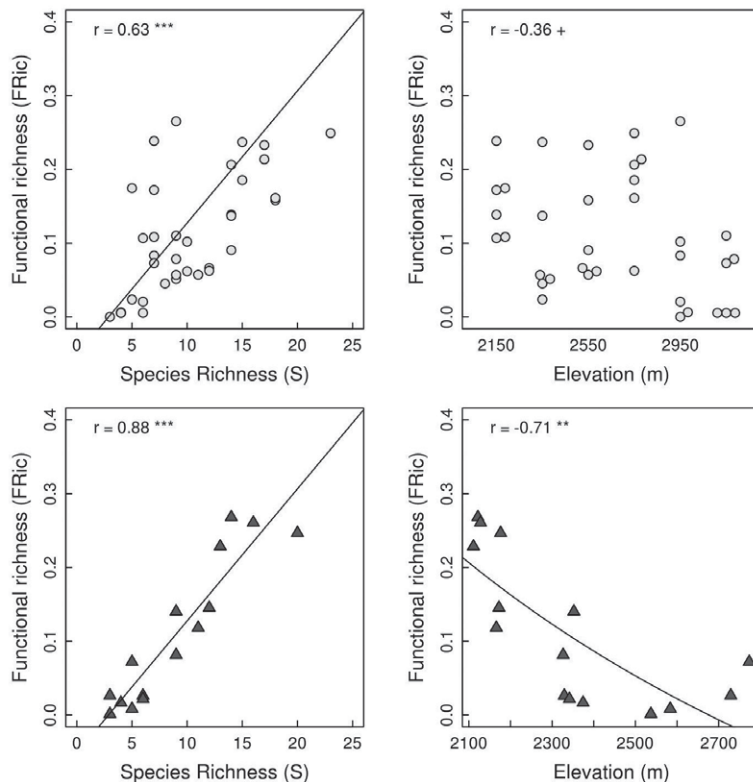 r = 0.63 ***
Functional richness (FRic)
0.4
0.3
0.2
0.1
0.0
0 5 10 15 20 25
Species Richness (S)
r = -0.36 +
Functional richness (FRic)
0.4
0.3
0.2
0.1
0.0
2150 2550 2950
Elevation (m)
r = 0.88 ***
Functional richness (FRic)
0.4
0.3
0.2
0.1
0.0
0 5 10 15 20 25
Species Richness (S)
r = -0.71 **
Functional richness (FRic)
0.4
0.3
0.2
0.1
0.0
2100 2300 2500 2700
Elevation (m)